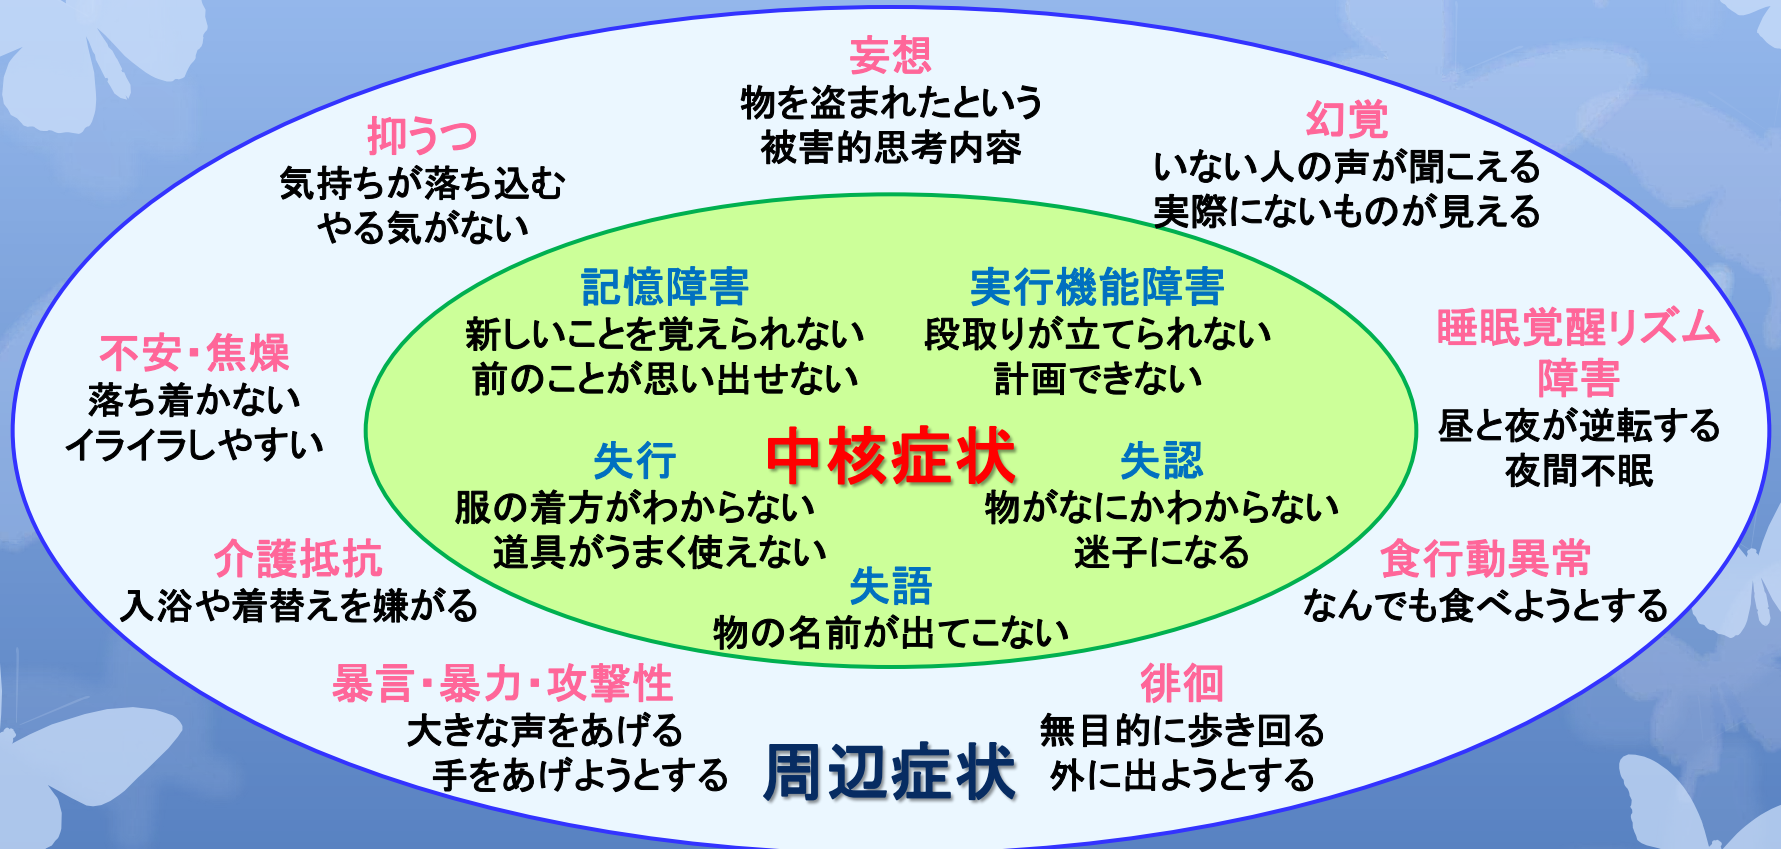 妄想
物を盗まれたという
被害的思考内容
抑うつ
気持ちが落ち込む
やる気がない
幻覚
いない人の声が聞こえる
実際にないものが見える
記憶障害
新しいことを覚えられない
前のことが思い出せない
実行機能障害
段取りが立てられない
計画できない
不安・焦燥
落ち着かない
イライラしやすい
睡眠覚醒リズム
障害
昼と夜が逆転する
夜間不眠
中核症状
失行
服の着方がわからない
道具がうまく使えない
失認
物がなにかわからない
迷子になる
失語
物の名前が出てこない
介護抵抗
入浴や着替えを嫌がる
食行動異常
なんでも食べようとする
暴言・暴力・攻撃性
大きな声をあげる
手をあげようとする
周辺症状
徘徊
無目的に歩き回る
外に出ようとする